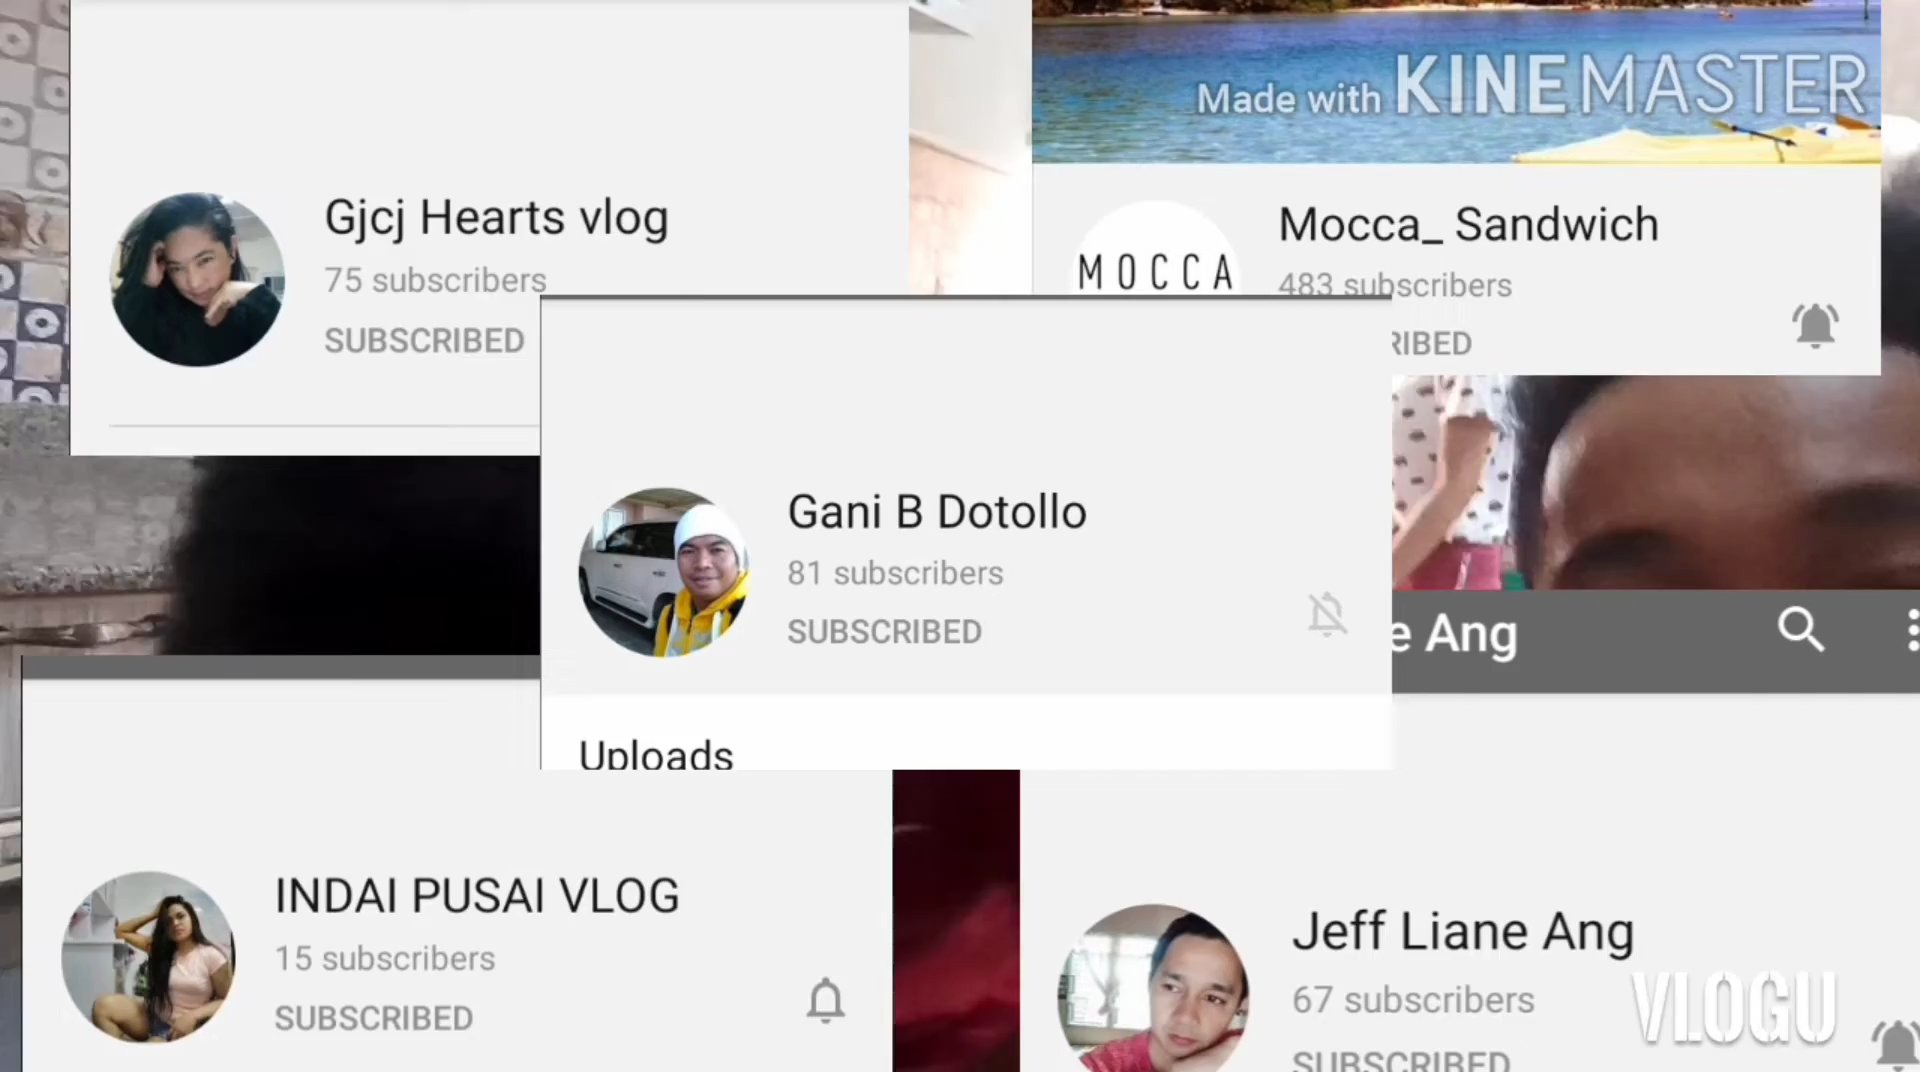 Made with KINEMASTER
Gjcj Hearts vlog
75 subscribers
SUBSCRIBED
Mocca_ Sandwich
MOCCA
483 subscribers
RIBED
Gani B Dotollo
81 subscribers
SUBSCRIBED
Uploads
e Ang
INDAI PUSAI VLOG
15 subscribers
SUBSCRIBED
Jeff Liane Ang
67 subscribers
SUBSCRIBED
VLOGU